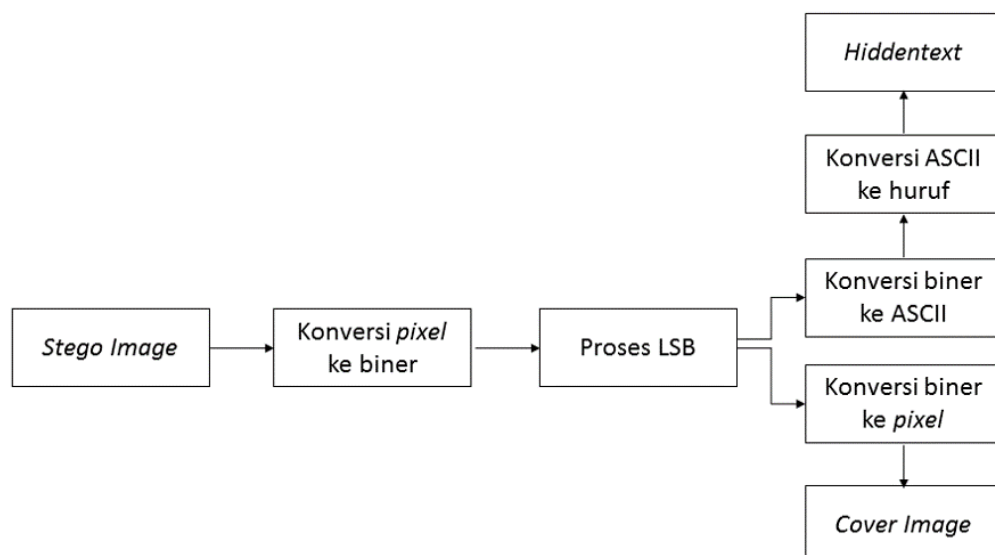 Hiddentext
Konversi ASCII
ke huruf
Konversi biner
ke ASCII
Stego Image
Konversi pixel
ke biner
Proses LSB
Konversi biner
ke pixel
Cover Image